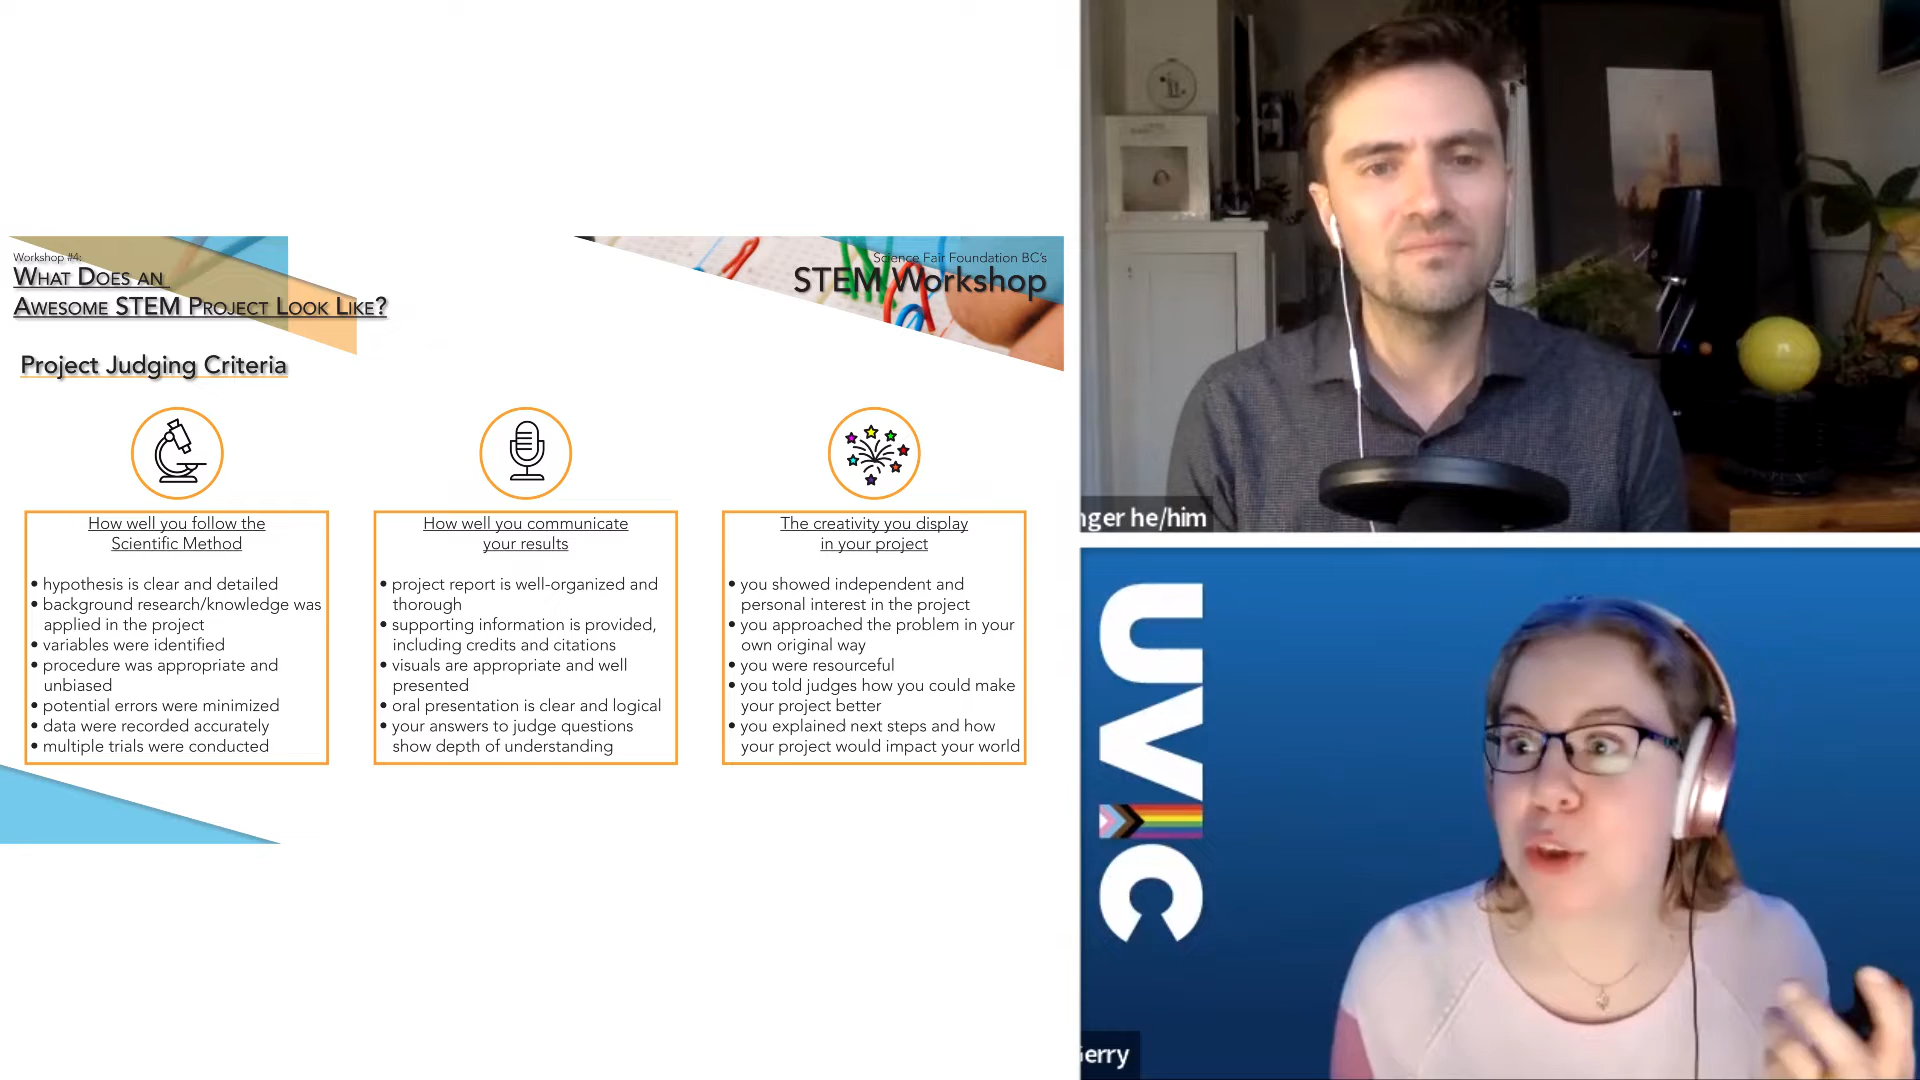 Workshop #4:
What Does an
Awesome STEM Project Look Like?
Science Fair Foundation BC's
STEM Workshop
Project Judging Criteria
How well you follow the
Scientific Method
• hypothesis is clear and detailed
• background research/knowledge was
applied in the project
• variables were identified
• procedure was appropriate and
unbiased
• potential errors were minimized
• data were recorded accurately
• multiple trials were conducted
How well you communicate
your results
• project report is well-organized and
thorough
• supporting information is provided,
including credits and citations
• visuals are appropriate and well
presented
• oral presentation is clear and logical
• your answers to judge questions
show depth of understanding
The creativity you display
in your project
• you showed independent and
personal interest in the project
• you approached the problem in your
own original way
• you were resourceful
• you told judges how you could make
your project better
• you explained next steps and how
your project would impact your world
nger he/him
UVIC
Gerry